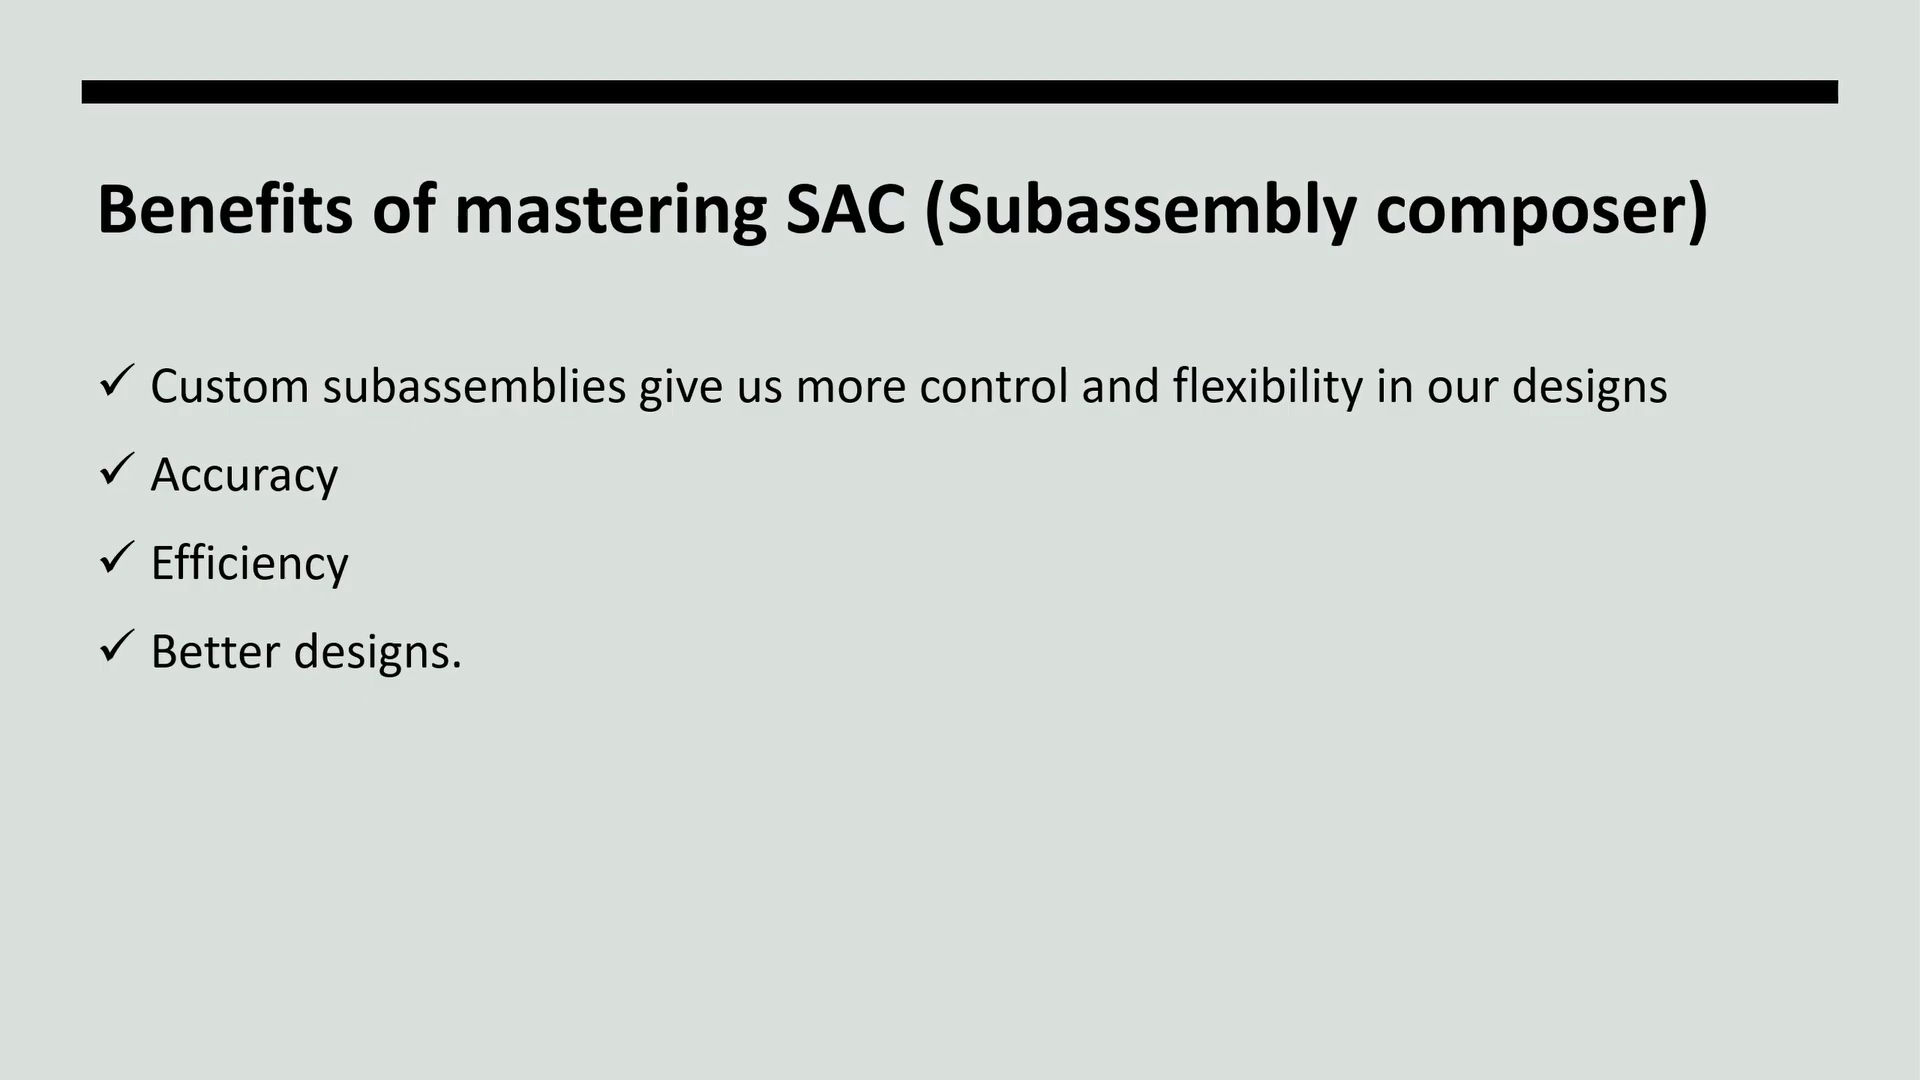 Benefits of mastering SAC (Subassembly composer)
✓ Custom subassemblies give us more control and flexibility in our designs
✓ Accuracy
✓ Efficiency
✓ Better designs.